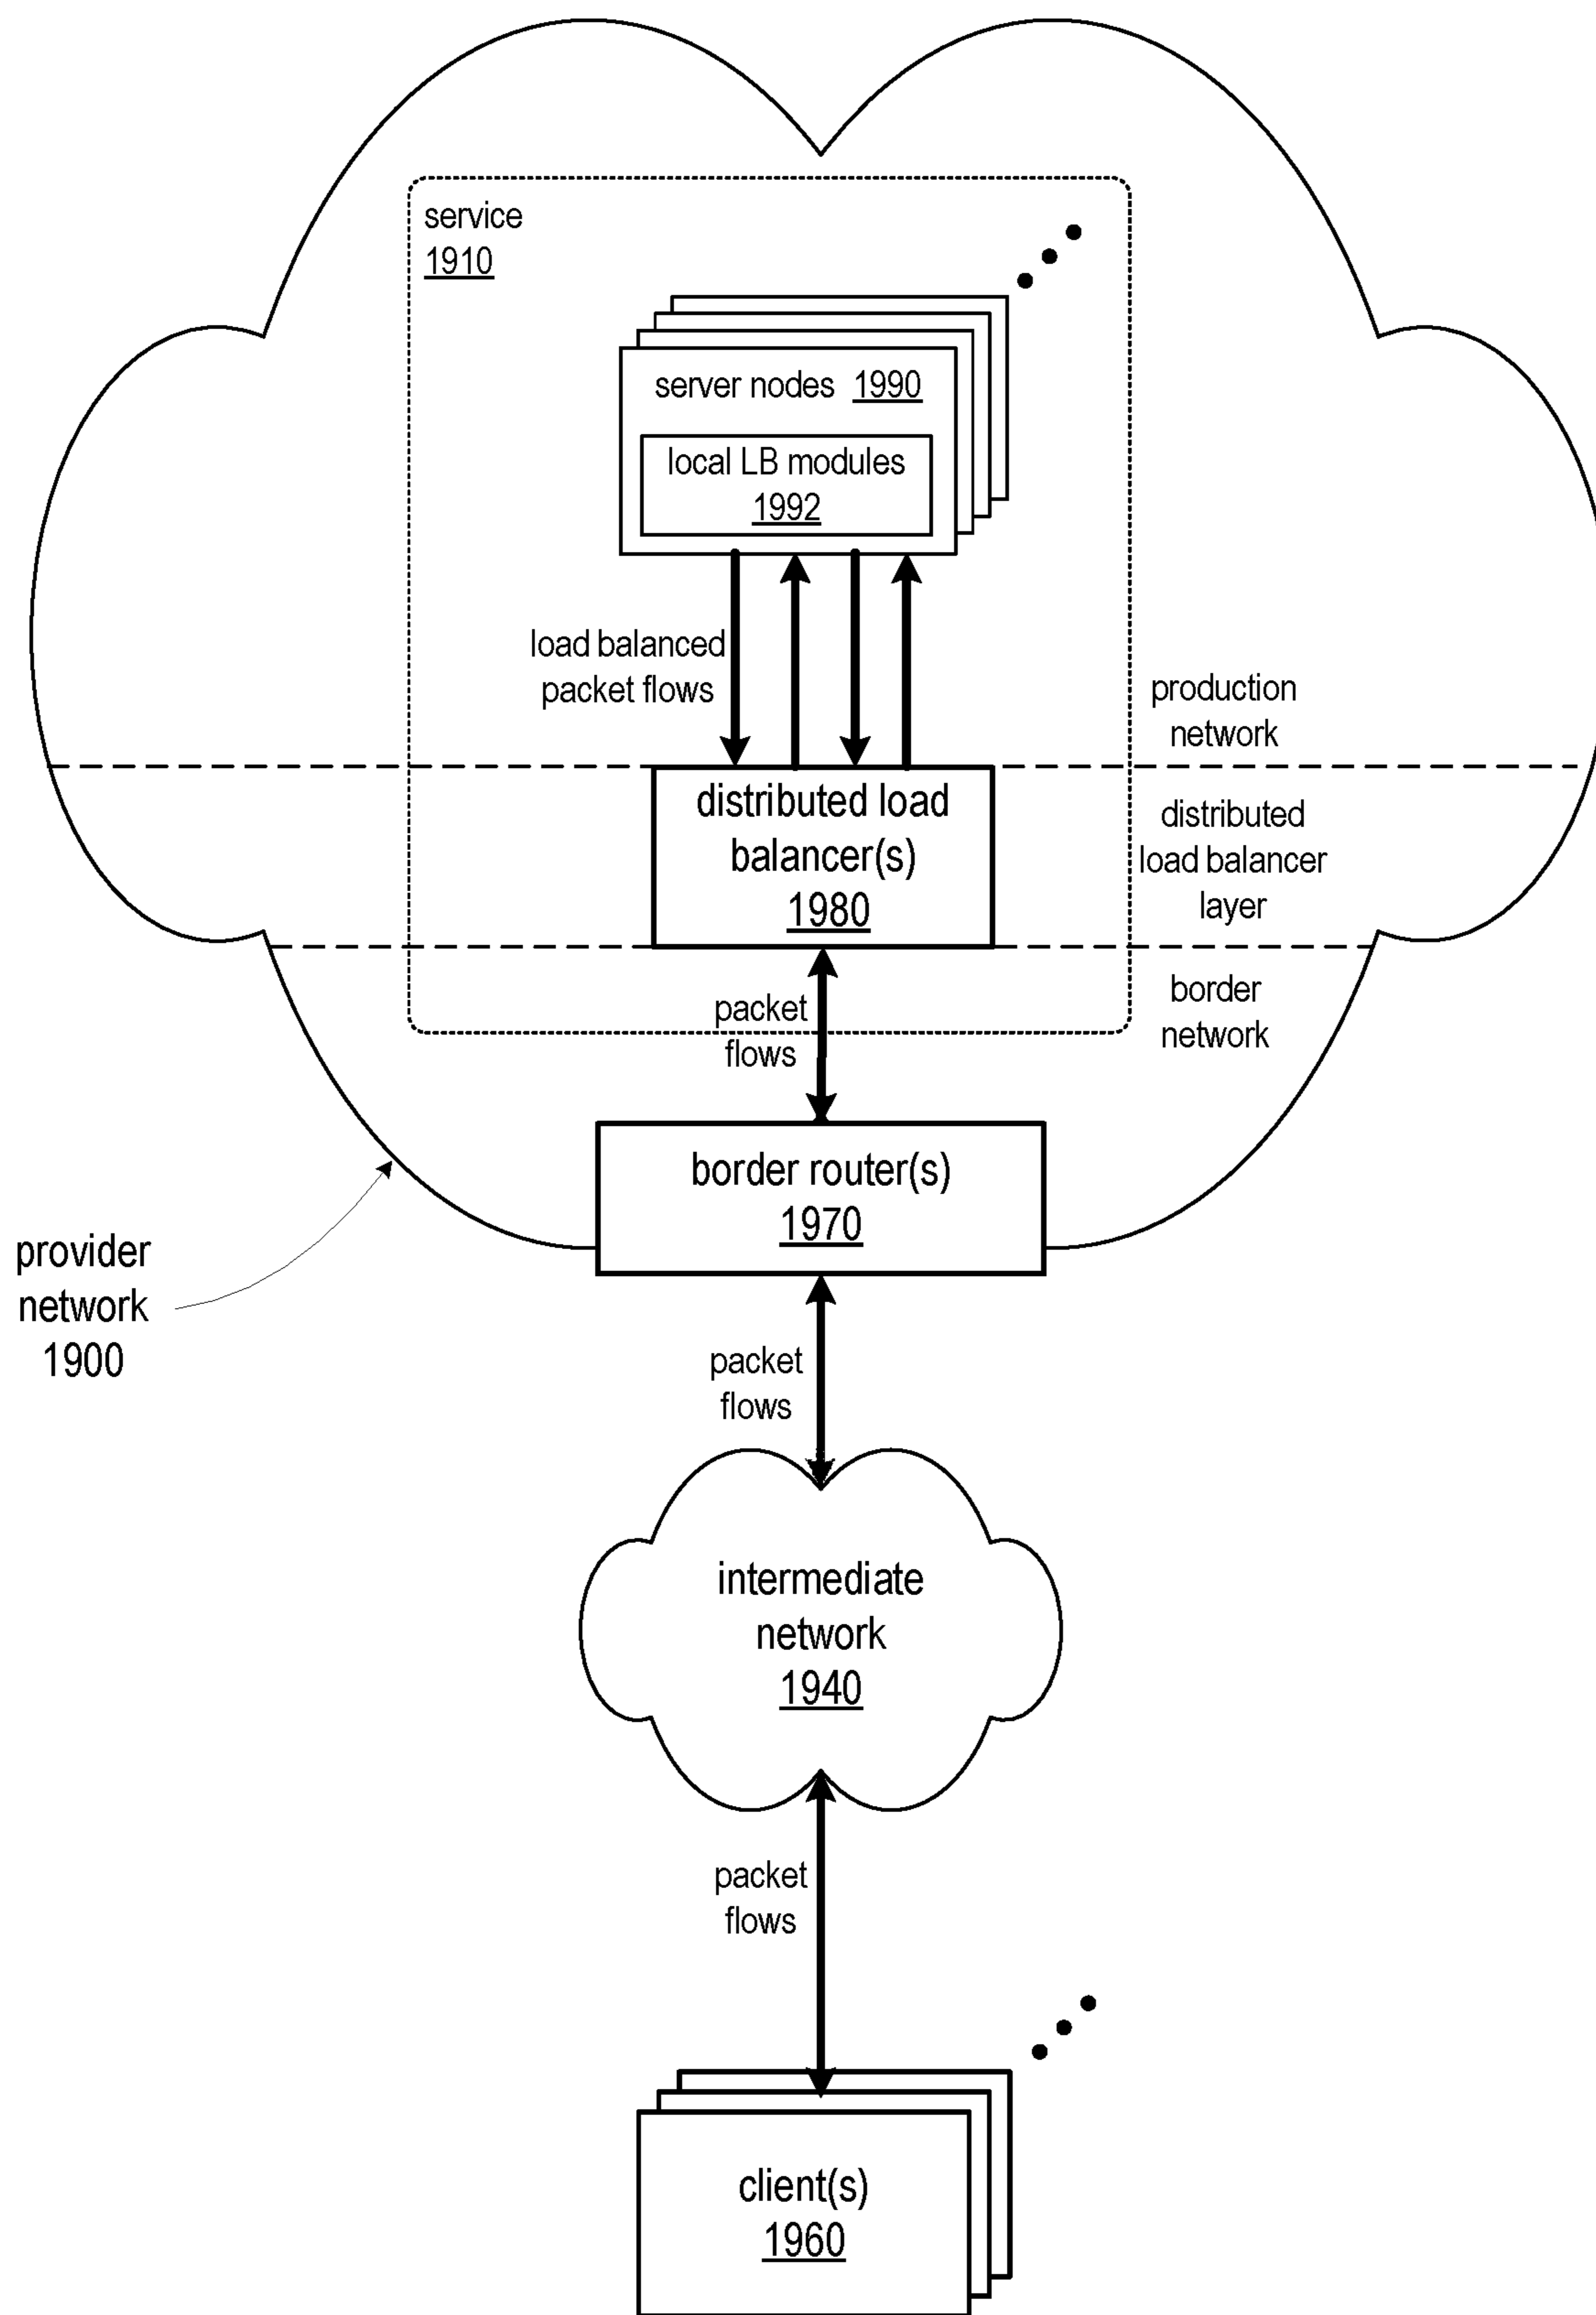 service
1910
server nodes 1990
local LB modules
1992
load balanced
packet flows
production
network
distributed load
balancer(s)
1980
distributed
load balancer
layer
packet
flows
border
network
border router(s)
1970
provider
network
1900
packet
flows
intermediate
network
1940
packet
flows
client(s)
1960